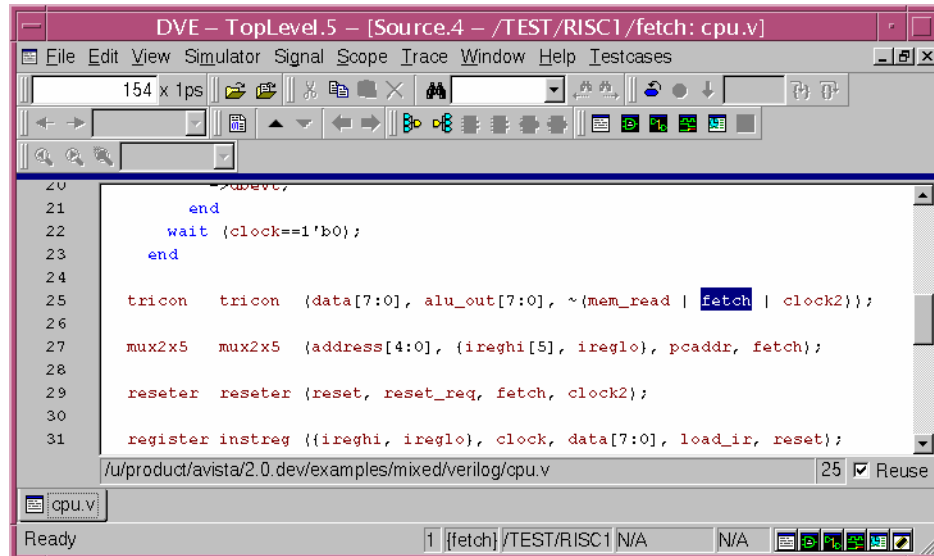 DVE – TopLevel.5 – [Source.4 – /TEST/RISC1/fetch: cpu.v]
File Edit View Simulator Signal Scope Trace Window Help Testcases
154 x 1ps
20 ->dbevt;
21 end
22 wait (clock==1'b0);
23 end
24
25 tricon tricon (data[7:0], alu_out[7:0], ~(mem_read | fetch | clock2));
26
27 mux2x5 mux2x5 (address[4:0], {ireghi[5], ireglo}, pcaddr, fetch);
28
29 reseter reseter (reset, reset_req, fetch, clock2);
30
31 register instreg ({ireghi, ireglo}, clock, data[7:0], load_ir, reset);
/u/product/avista/2.0.dev/examples/mixed/verilog/cpu.v 25 Reuse
cpu.v
Ready 1 {fetch} /TEST/RISC1 N/A N/A